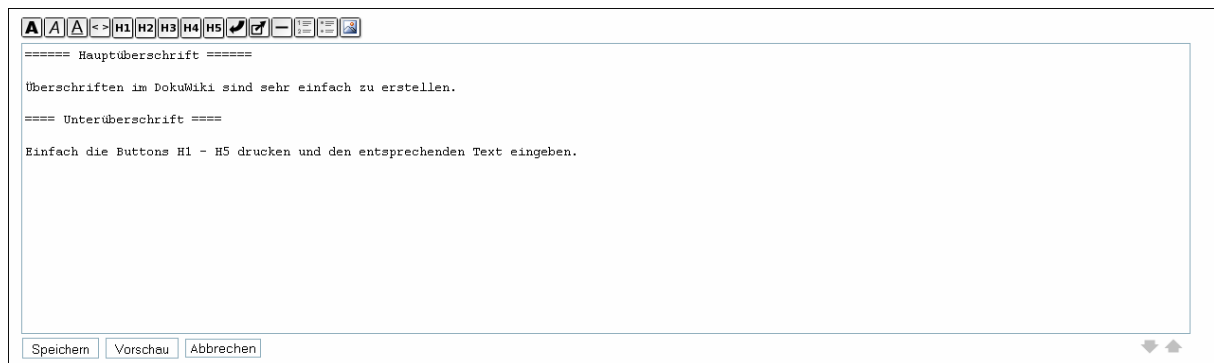 A A A <> H1 H2 H3 H4 H5
====== Hauptüberschrift ======
Überschriften im DokuWiki sind sehr einfach zu erstellen.
==== Unterüberschrift ====
Einfach die Buttons H1 - H5 drucken und den entsprechenden Text eingeben.
Speichern Vorschau Abbrechen